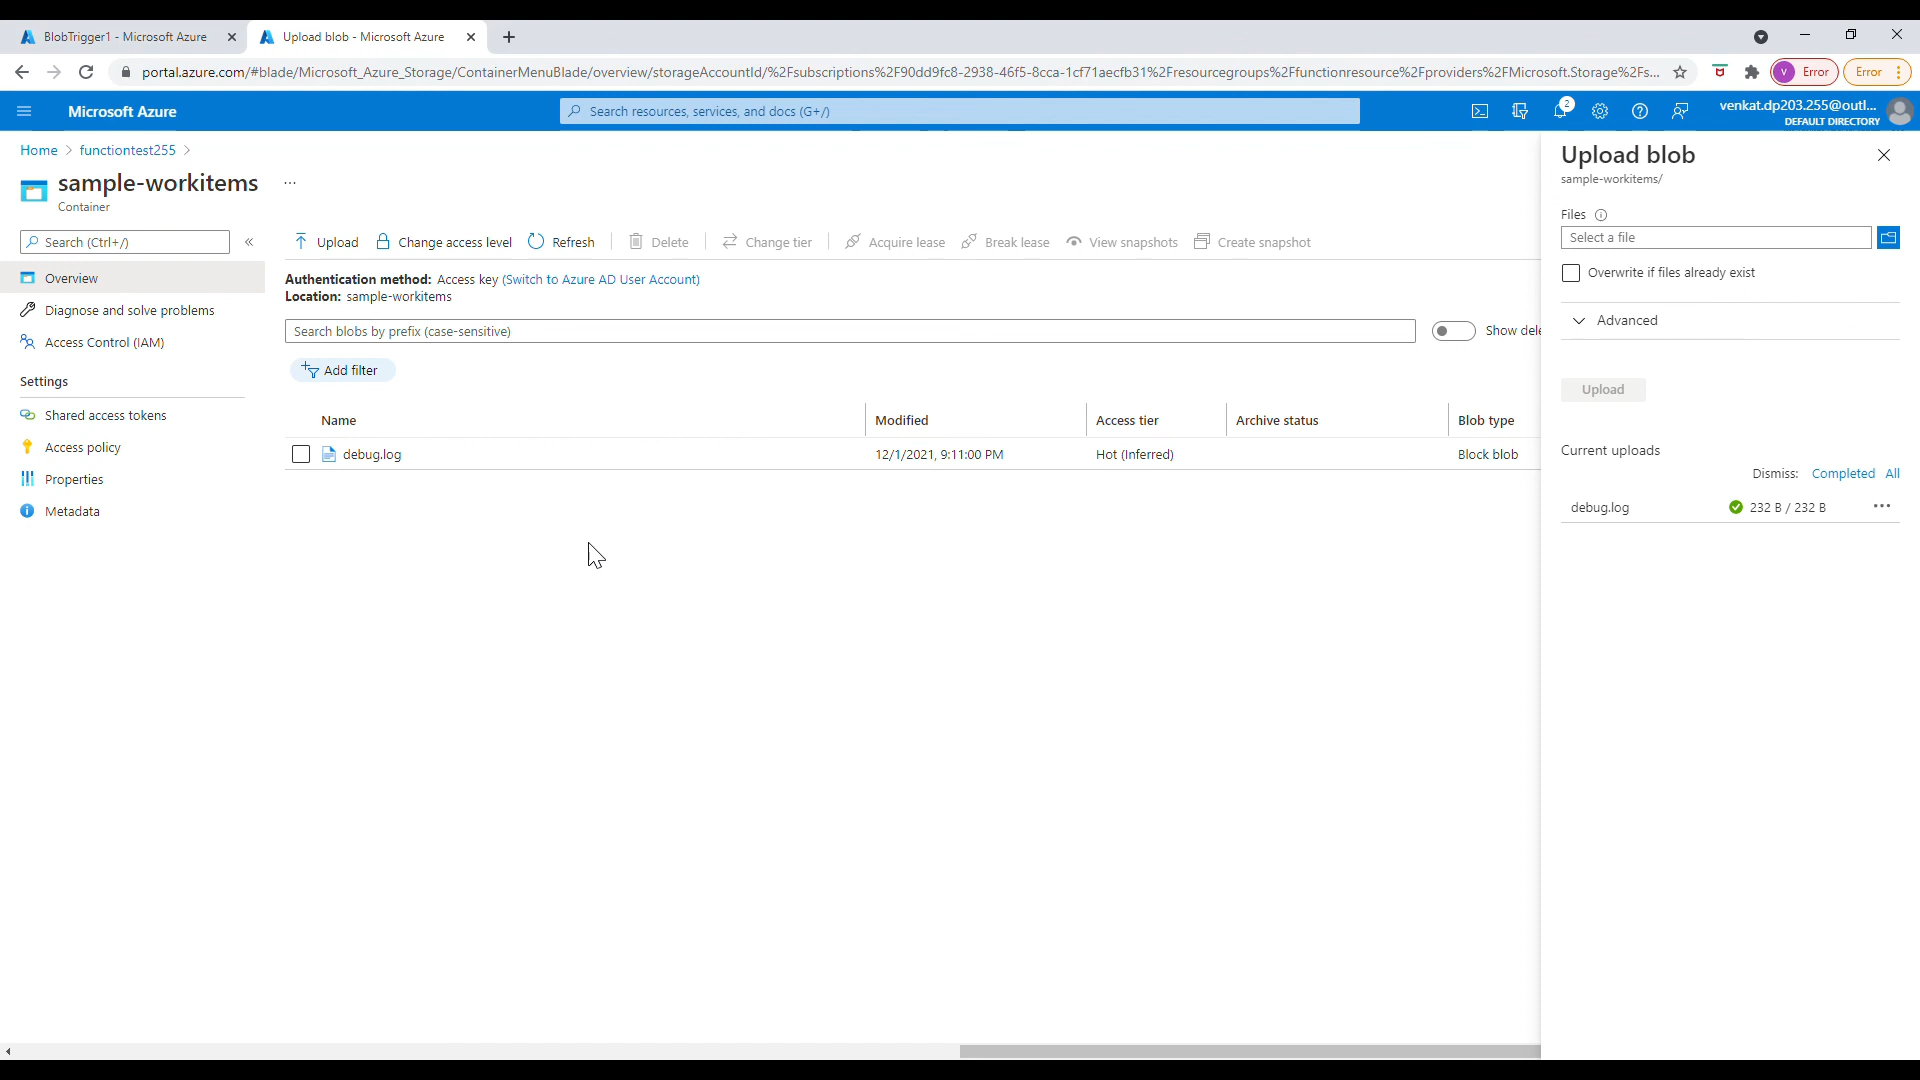 BlobTrigger1 - Microsoft Azure
Upload blob - Microsoft Azure
portal.azure.com/#blade/Microsoft_Azure_Storage/ContainerMenuBlade/overview/storageAccountId/%2Fsubscriptions%2F90dd9fc8-2938-46f5-8cca-1cf71aecfb31%2Fresourcegroups%2Ffunctionresource%2Fproviders%2FMicrosoft.Storage%2Fs...
V Error
Error
Microsoft Azure
Search resources, services, and docs (G+/)
2
venkat.dp203.255@outl...
DEFAULT DIRECTORY
Home > functiontest255 >
sample-workitems ...
Container
Search (Ctrl+/)
«
Overview
Diagnose and solve problems
Access Control (IAM)
Settings
Shared access tokens
Access policy
Properties
Metadata
Upload
Change access level
Refresh
Delete
Change tier
Acquire lease
Break lease
View snapshots
Create snapshot
Authentication method: Access key (Switch to Azure AD User Account)
Location: sample-workitems
Search blobs by prefix (case-sensitive)
Show dele
Add filter
Name Modified Access tier Archive status Blob type
debug.log 12/1/2021, 9:11:00 PM Hot (Inferred) Block blob
Upload blob
sample-workitems/
Files
Select a file
Overwrite if files already exist
Advanced
Upload
Current uploads
Dismiss: Completed All
debug.log 232 B / 232 B ...